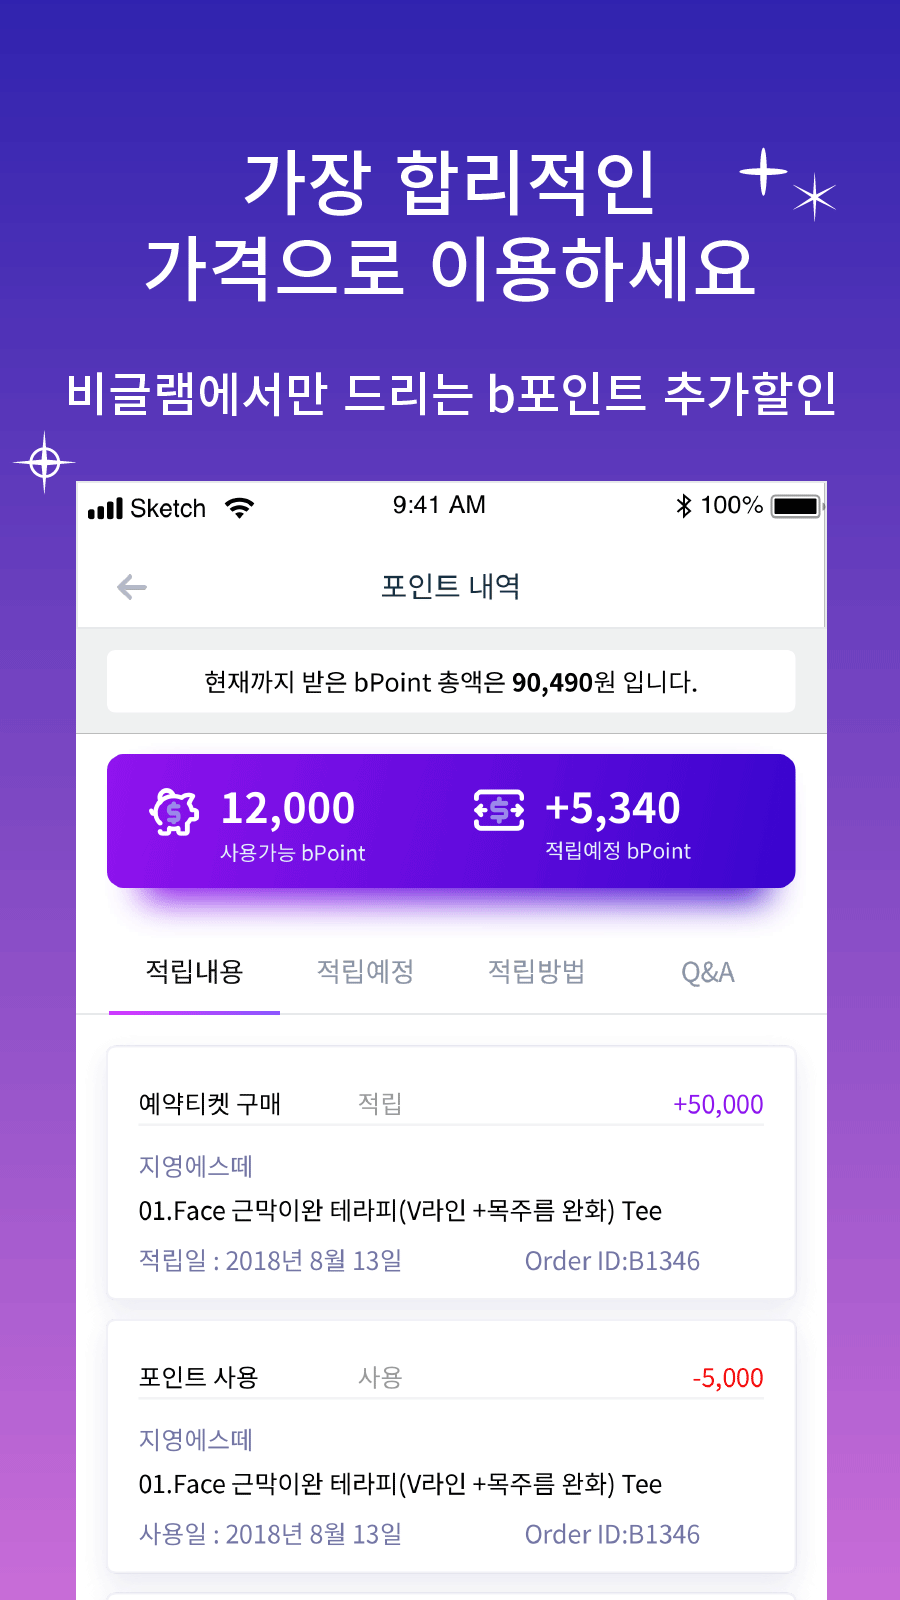 가장 합리적인
가격으로 이용하세요
비글램에서만 드리는 b포인트 추가할인
Sketch 9:41 AM 100%
포인트 내역
현재까지 받은 bPoint 총액은 90,490원 입니다.
12,000 +5,340
사용가능 bPoint 적립예정 bPoint
적립내용 적립예정 적립방법 Q&A
예약티켓 구매 적립 +50,000
지영에스떼
01.Face 근막이완 테라피(V라인 +목주름 완화) Tee
적립일 : 2018년 8월 13일 Order ID:B1346
포인트 사용 사용 -5,000
지영에스떼
01.Face 근막이완 테라피(V라인 +목주름 완화) Tee
사용일 : 2018년 8월 13일 Order ID:B1346